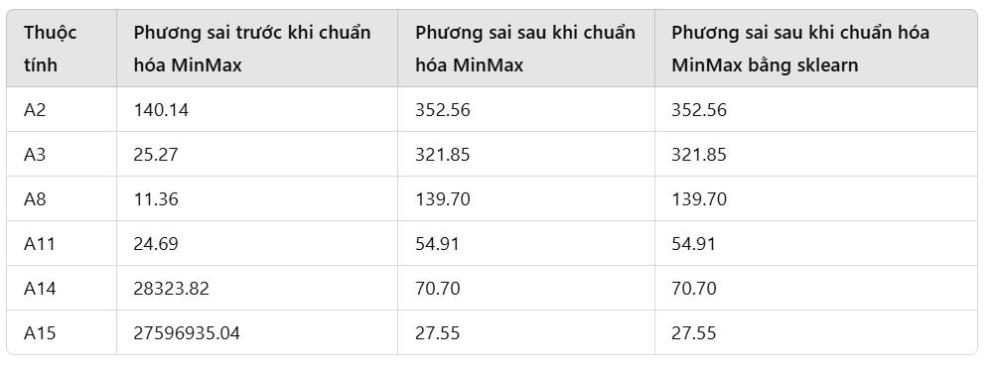 Thuộc tính
Phương sai trước khi chuẩn hóa MinMax
Phương sai sau khi chuẩn hóa MinMax
Phương sai sau khi chuẩn hóa MinMax bằng sklearn
A2 140.14 352.56 352.56
A3 25.27 321.85 321.85
A8 11.36 139.70 139.70
A11 24.69 54.91 54.91
A14 28323.82 70.70 70.70
A15 27596935.04 27.55 27.55